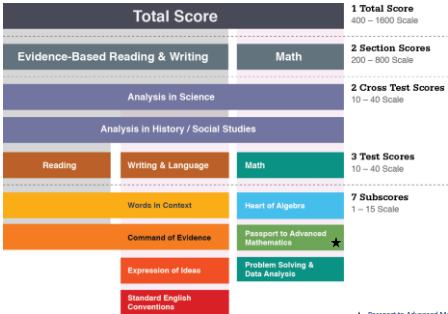 Total Score
1 Total Score
400 – 1600 Scale
Evidence-Based Reading & Writing
Math
2 Section Scores
200 – 800 Scale
Analysis in Science
2 Cross Test Scores
10 – 40 Scale
Analysis in History / Social Studies
Reading
Writing & Language
Math
3 Test Scores
10 – 40 Scale
Words in Context
Heart of Algebra
7 Subscores
1 – 15 Scale
Command of Evidence
Passport to Advanced
Mathematics
Expression of Ideas
Problem Solving &
Data Analysis
Standard English
Conventions